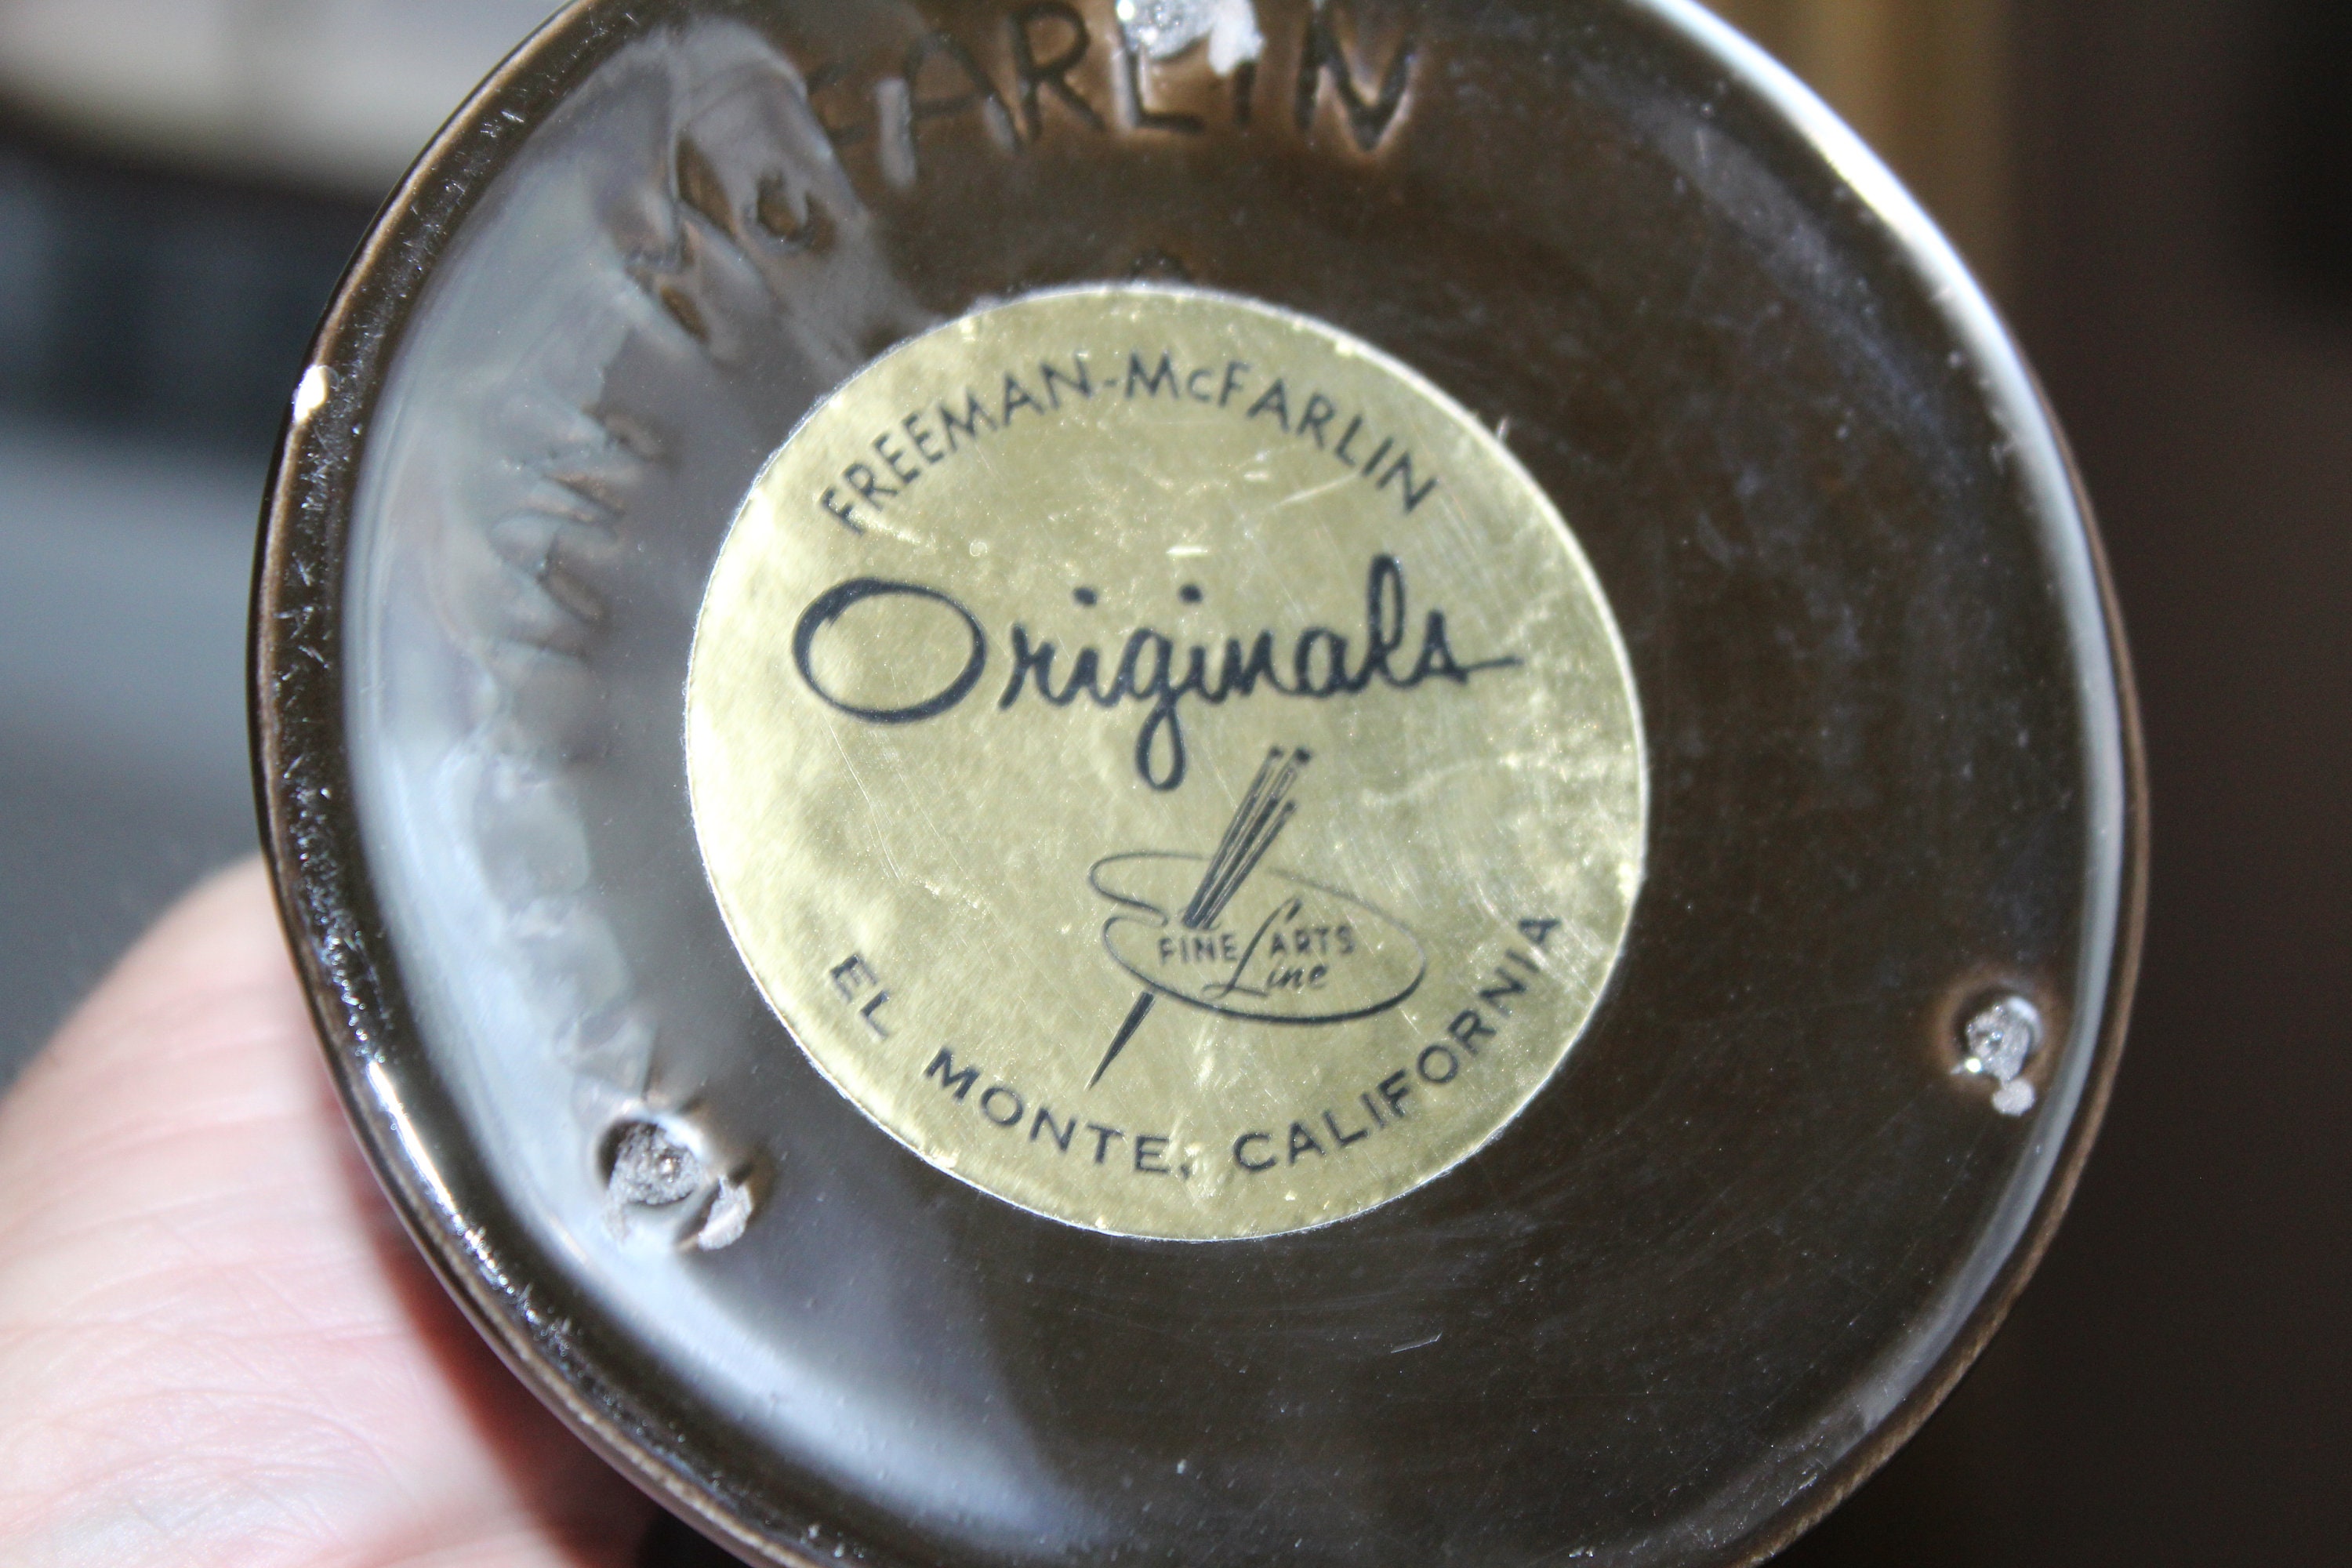 McFARLIN
FREEMAN-McFARLIN
Originals
FINE ARTS
Line
EL MONTE, CALIFORNIA